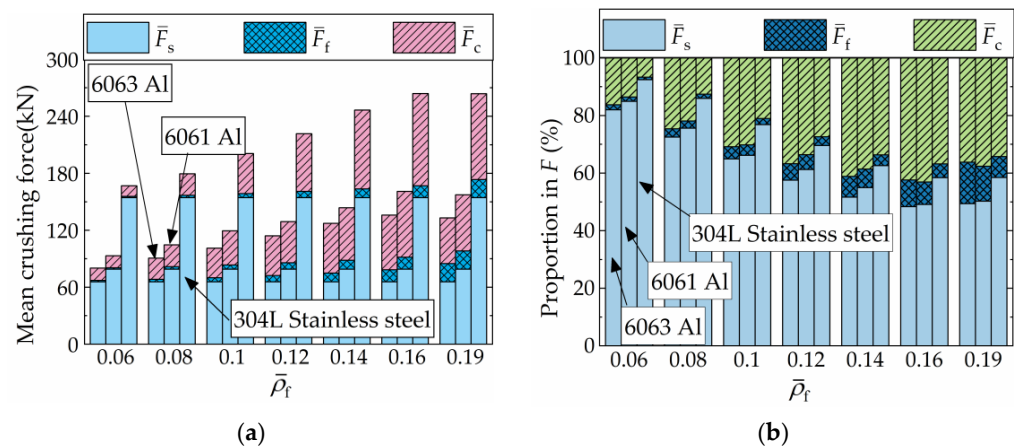 F̄s F̄f F̄c
Mean crushing force(kN)
300
240
180
120
60
0
6063 Al
6061 Al
304L Stainless steel
0.06 0.08 0.1 0.12 0.14 0.16 0.19
ρ̄f
(a)
F̄s F̄f F̄c
Proportion in F (%)
100
80
60
40
20
0
304L Stainless steel
6061 Al
6063 Al
0.06 0.08 0.1 0.12 0.14 0.16 0.19
ρ̄f
(b)